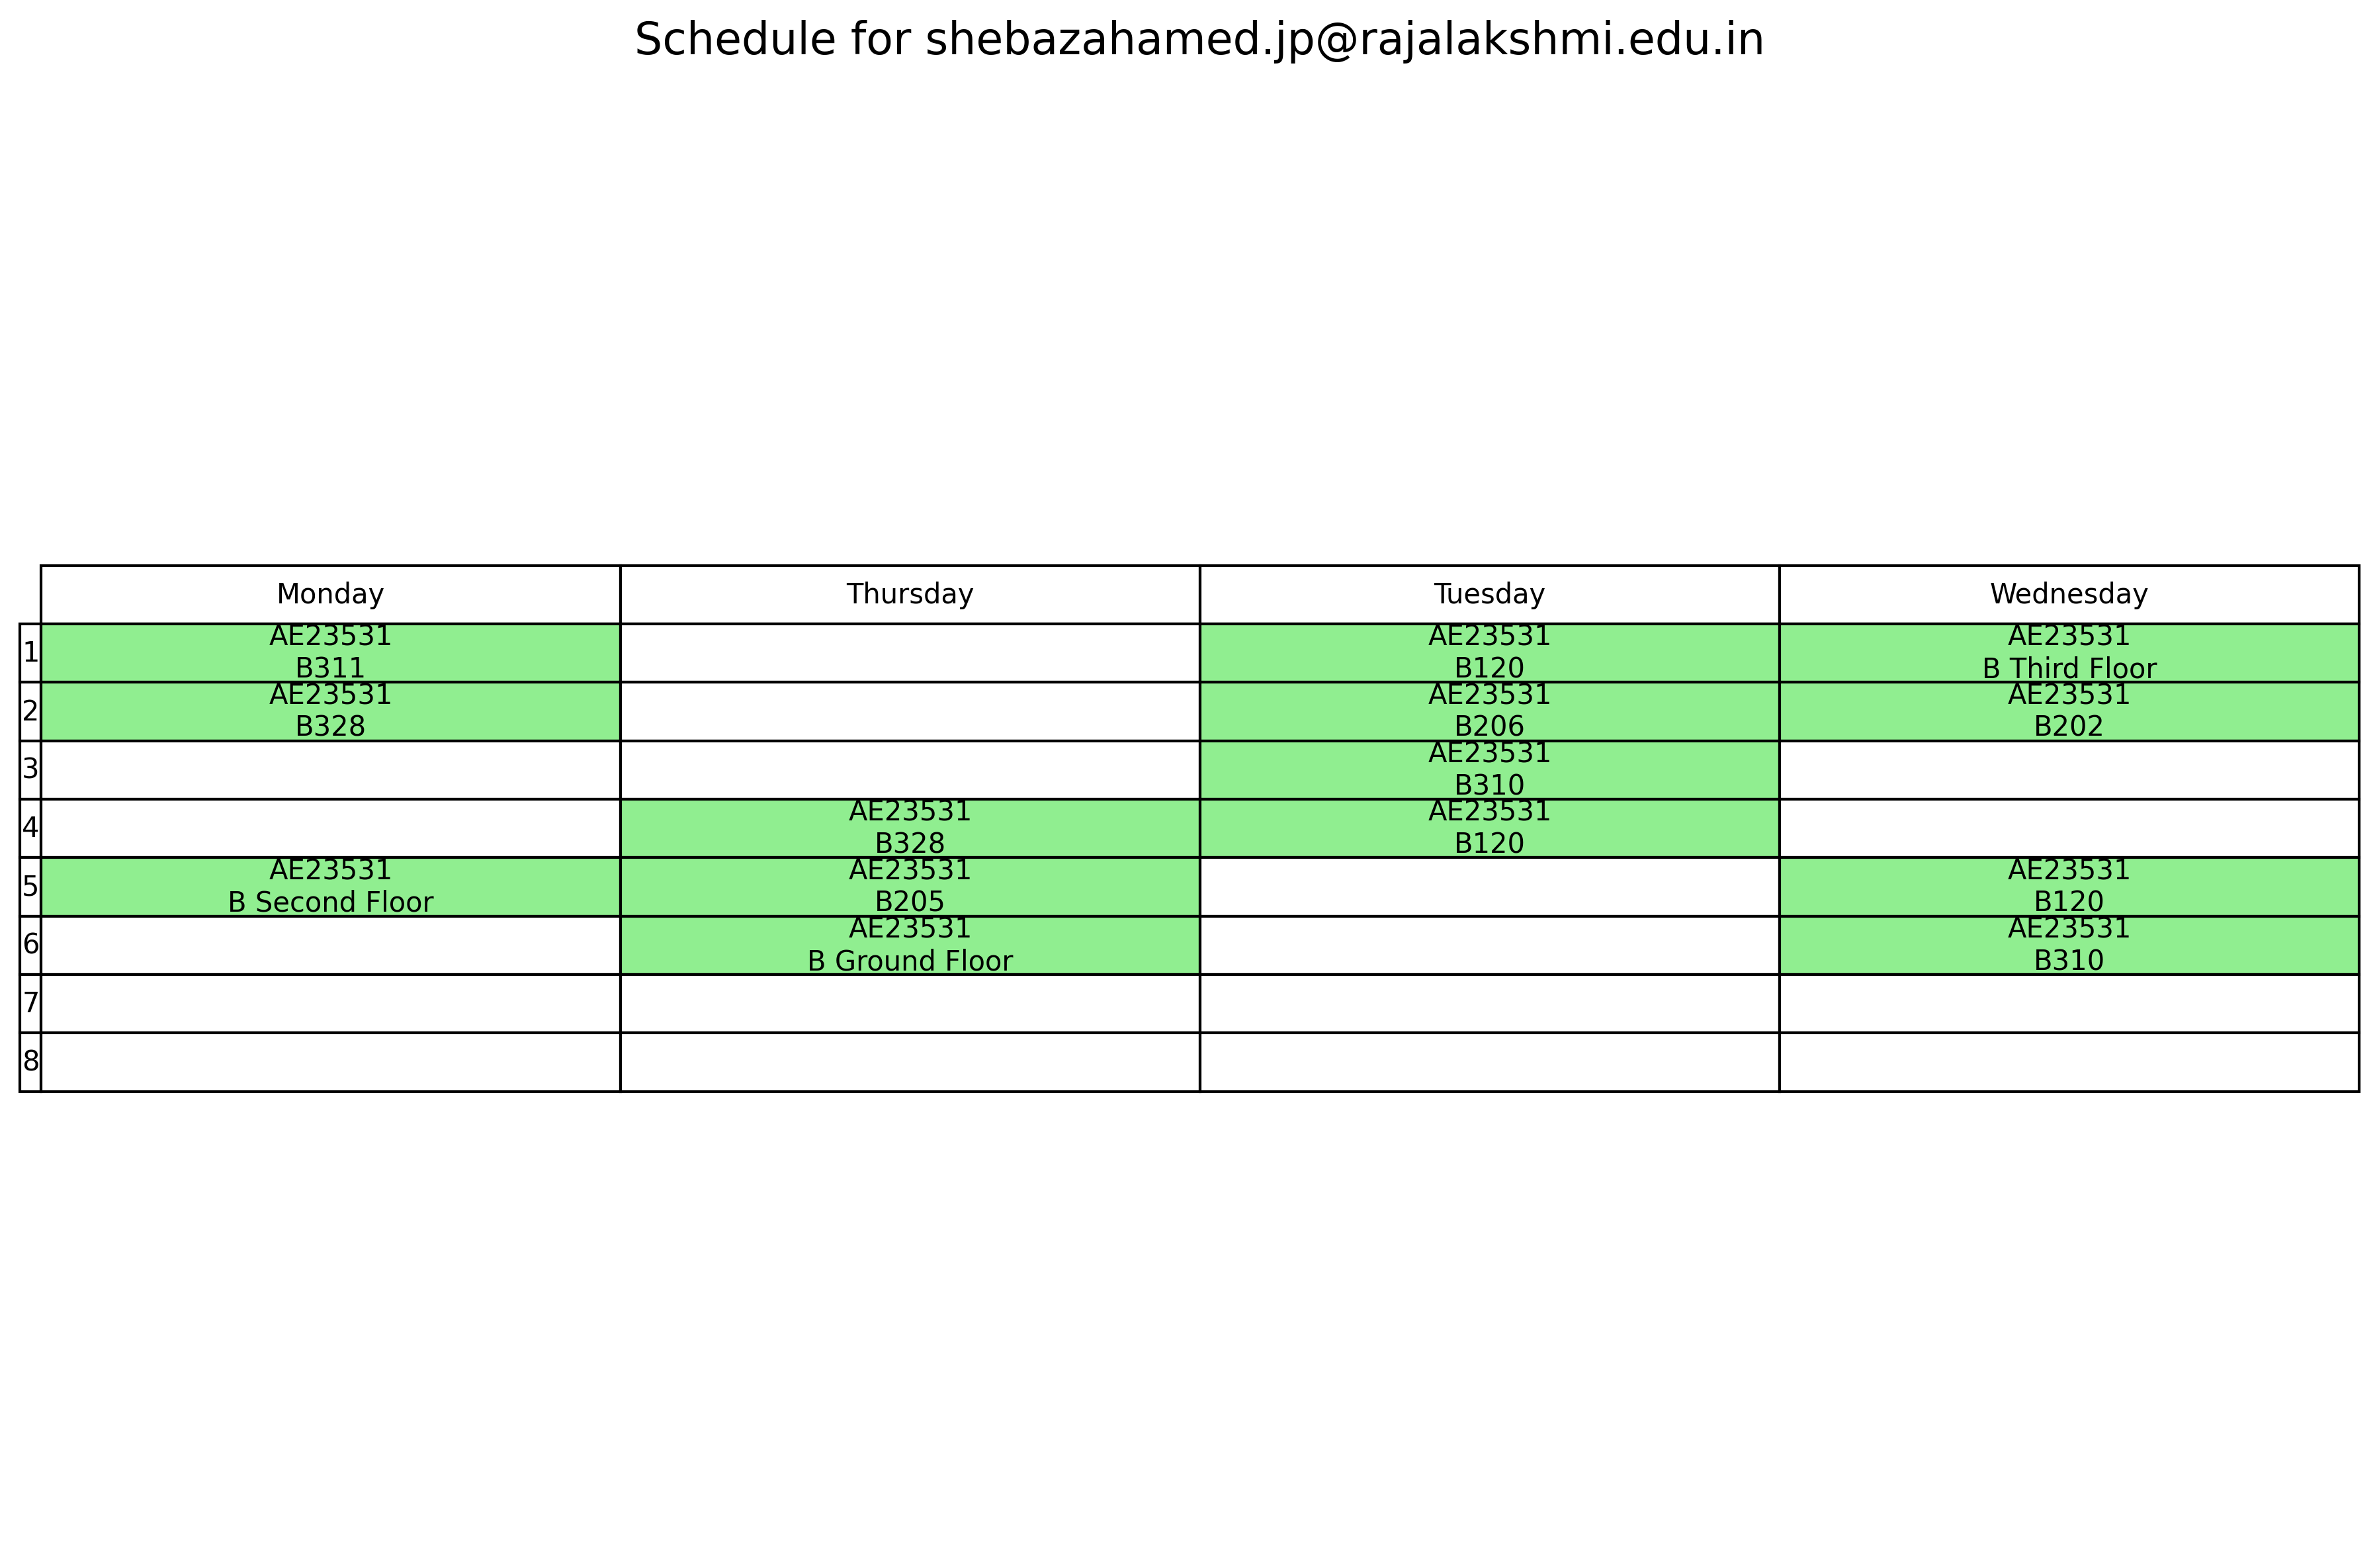 Schedule for shebazahamed.jp@rajalakshmi.edu.in
Monday Thursday Tuesday Wednesday
1 AE23531 B311 AE23531 B120 AE23531 B Third Floor
2 AE23531 B328 AE23531 B206 AE23531 B202
3 AE23531 B310
4 AE23531 B328 AE23531 B120
5 AE23531 B Second Floor AE23531 B205 AE23531 B120
6 AE23531 B Ground Floor AE23531 B310
7
8